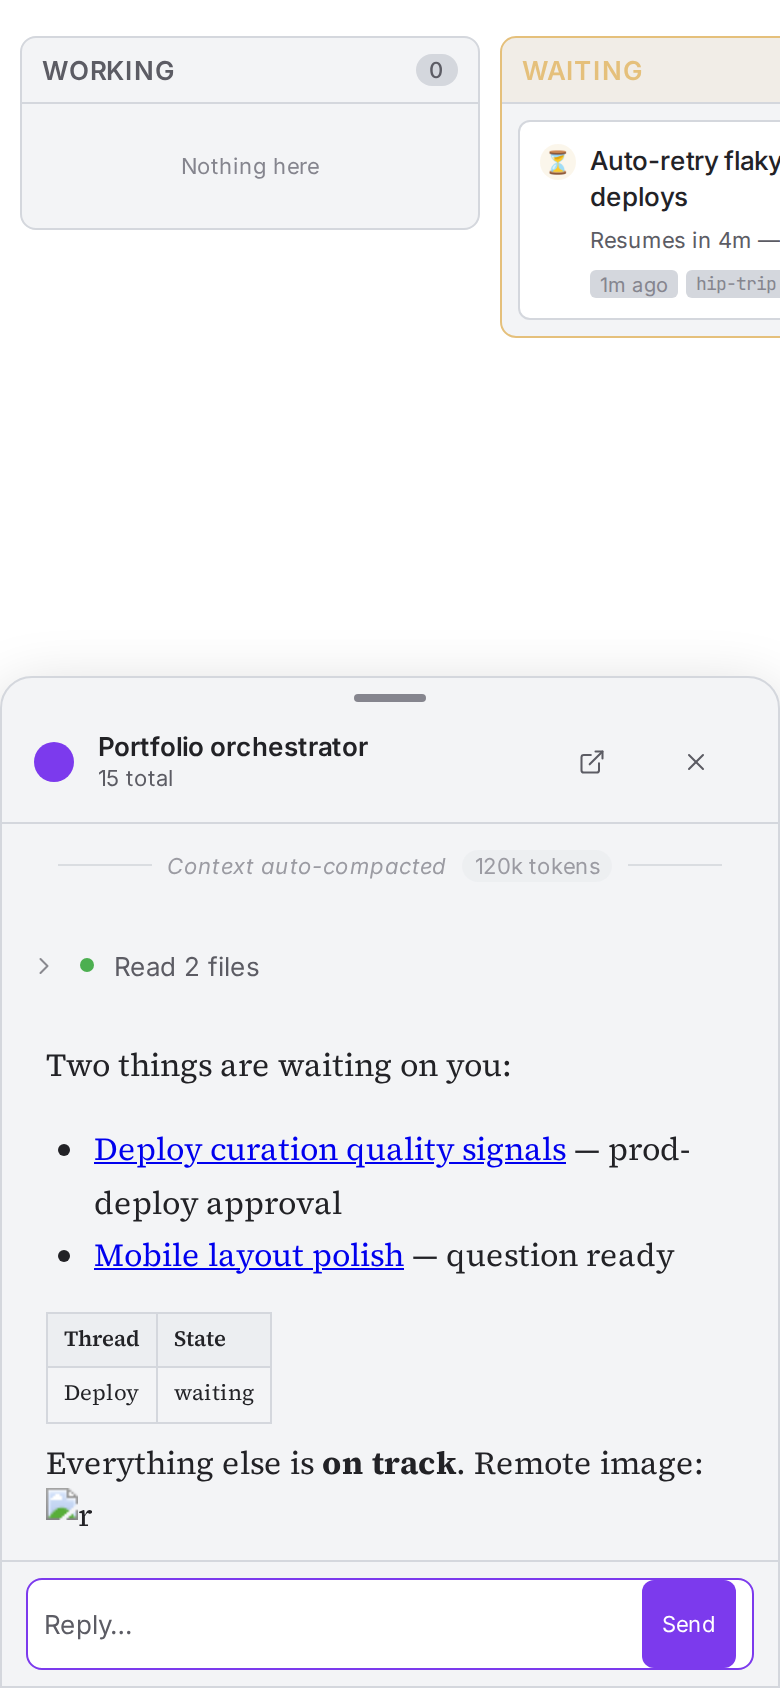 WORKING
0
Nothing here
WAITING
Auto-retry flaky
deploys
Resumes in 4m —
1m ago
hip-trip
Portfolio orchestrator
15 total
Context auto-compacted 120k tokens
Read 2 files
Two things are waiting on you:
Deploy curation quality signals — prod-
deploy approval
Mobile layout polish — question ready
Thread State
Deploy waiting
Everything else is on track. Remote image:
r
Reply...
Send